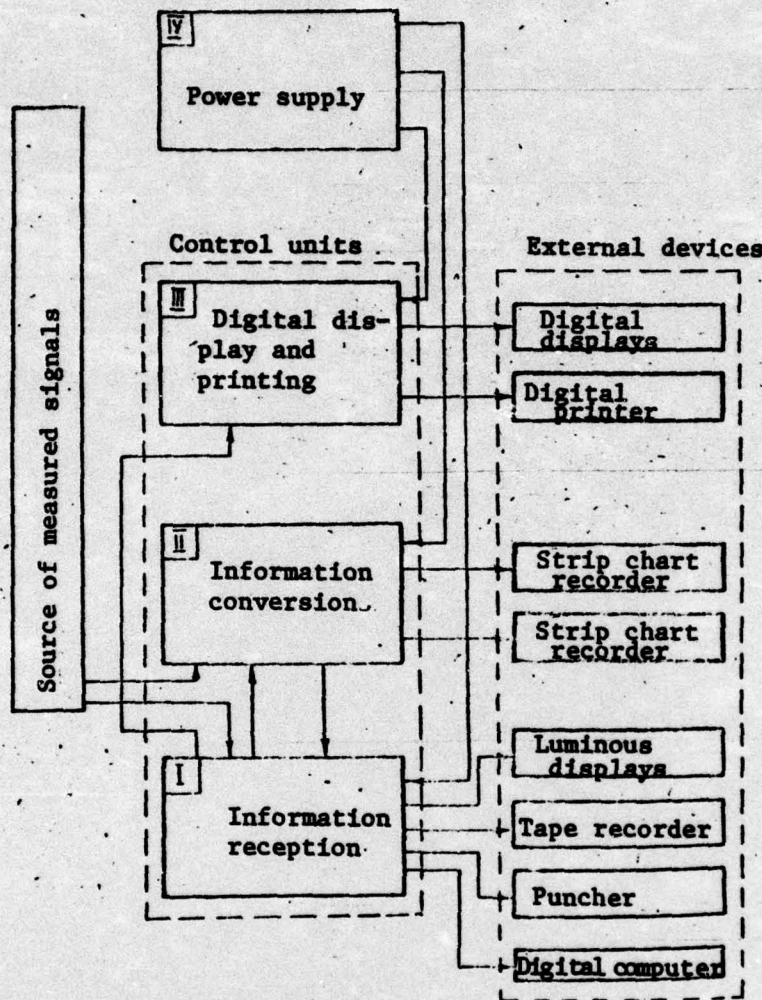 IV
Power supply
Source of measured signals
Control units
External devices
III
Digital dis-
play and
printing
Digital
displays
Digital
printer
II
Information
conversion
Strip chart
recorder
Strip chart
recorder
I
Information
reception
Luminous
displays
Tape recorder
Puncher
Digital computer